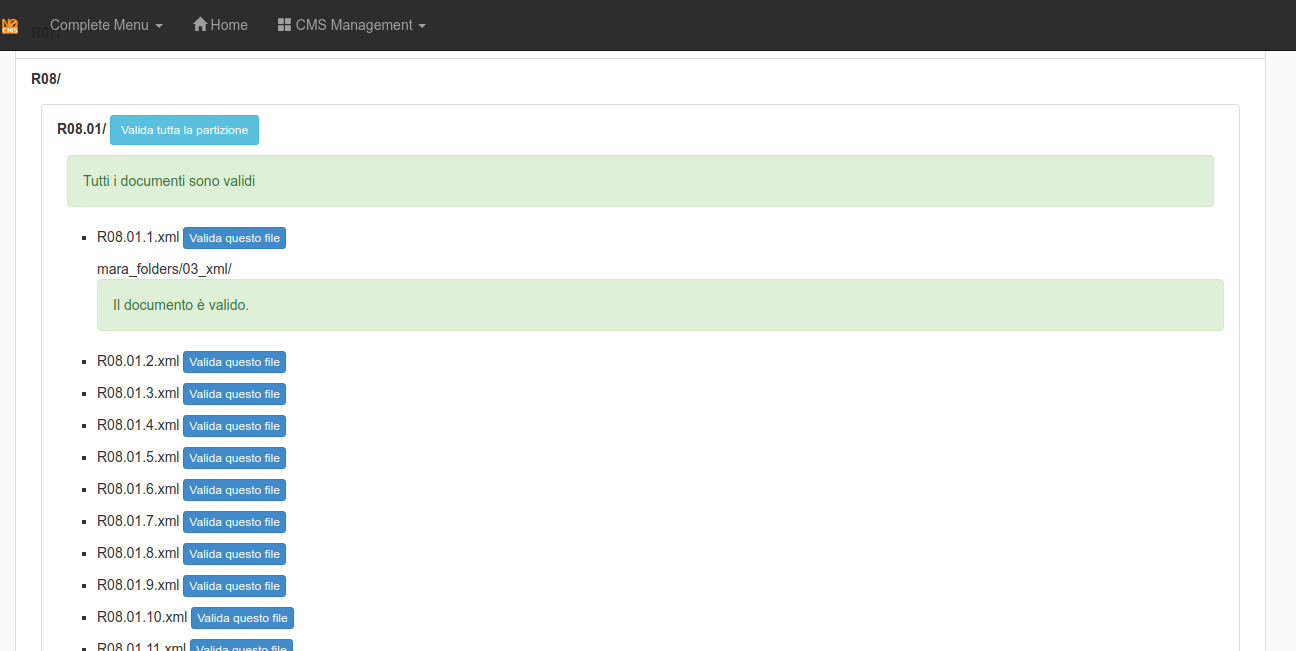 N2 CMS Complete Menu Home CMS Management
R07/
R08/
R08.01/ Valida tutta la partizione
Tutti i documenti sono validi
R08.01.1.xml Valida questo file
mara_folders/03_xml/
Il documento è valido.
R08.01.2.xml Valida questo file
R08.01.3.xml Valida questo file
R08.01.4.xml Valida questo file
R08.01.5.xml Valida questo file
R08.01.6.xml Valida questo file
R08.01.7.xml Valida questo file
R08.01.8.xml Valida questo file
R08.01.9.xml Valida questo file
R08.01.10.xml Valida questo file
R08.01.11.xml Valida questo file